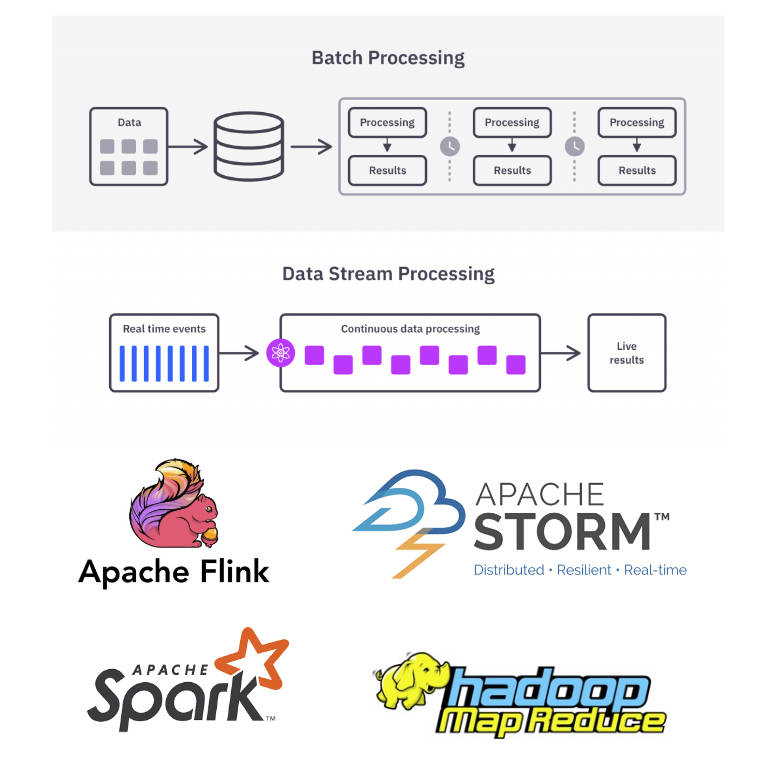 Batch Processing
Data
Processing
Results
Processing
Results
Processing
Results
Data Stream Processing
Real time events
Continuous data processing
Live
results
Apache Flink
APACHE
STORM™
Distributed • Resilient • Real-time
APACHE
Spark™
hadoop
Map Reduce